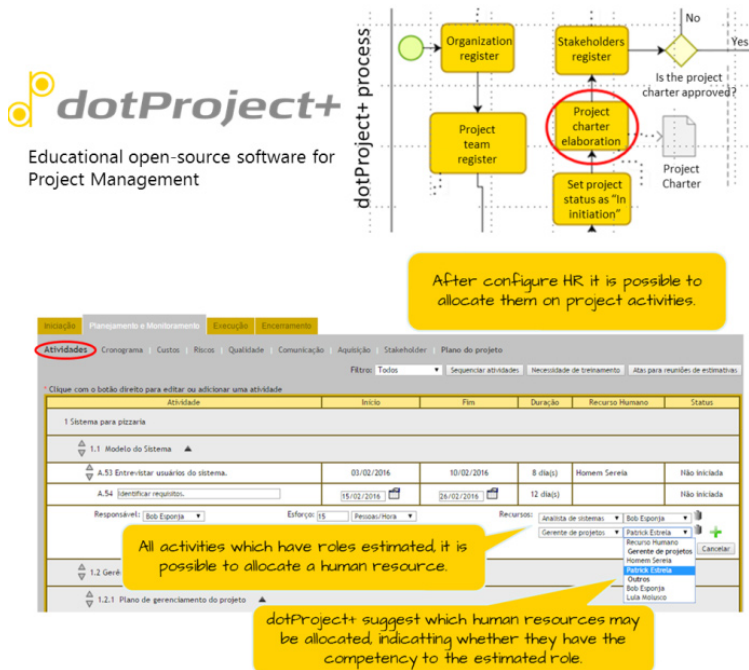 dotProject+
Educational open-source software for
Project Management
dotProject+ process
Organization
register
Project
team
register
Stakeholders
register
Project
charter
elaboration
Set project
status as "In
initiation"
No
Yes
Is the project
charter approved?
Project
Charter
After configure HR it is possible to
allocate them on project activities.
Iniciação Planejamento e Monitoramento Execução Encerramento
Atividades Cronograma | Custos | Riscos | Qualidade | Comunicação | Aquisição | Stakeholder | Plano do projeto
Filtro: Todos Sequenciar atividades Necessidade de treinamento Atas para reuniões de estimativas
* Clique com o botão direito para editar ou adicionar uma atividade
Atividade Início Fim Duração Recurso Humano Status
1 Sistema para pizzaria
1.1 Modelo do Sistema
A.53 Entrevistar usuários do sistema. 03/02/2016 10/02/2016 8 dia(s) Homem Sereia Não iniciada
A.54 Identificar requisitos. 15/02/2016 26/02/2016 12 dia(s) Não iniciada
Responsável: Bob Esponja Esforço: 15 Pessoas/Hora Recursos: Analista de sistemas Bob Esponja
Gerente de projetos Patrick Estrela
Recurso Humano
Gerente de projetos
Homem Sereia
Patrick Estrela
Outros
Bob Esponja
Lula Molusco
Cancelar
All activities which have roles estimated, it is
possible to allocate a human resource.
1.2 Gerê
1.2.1 Plano de gerenciamento do projeto
dotProject+ suggest which human resources may
be allocated, indicatting whether they have the
competency to the estimated role.